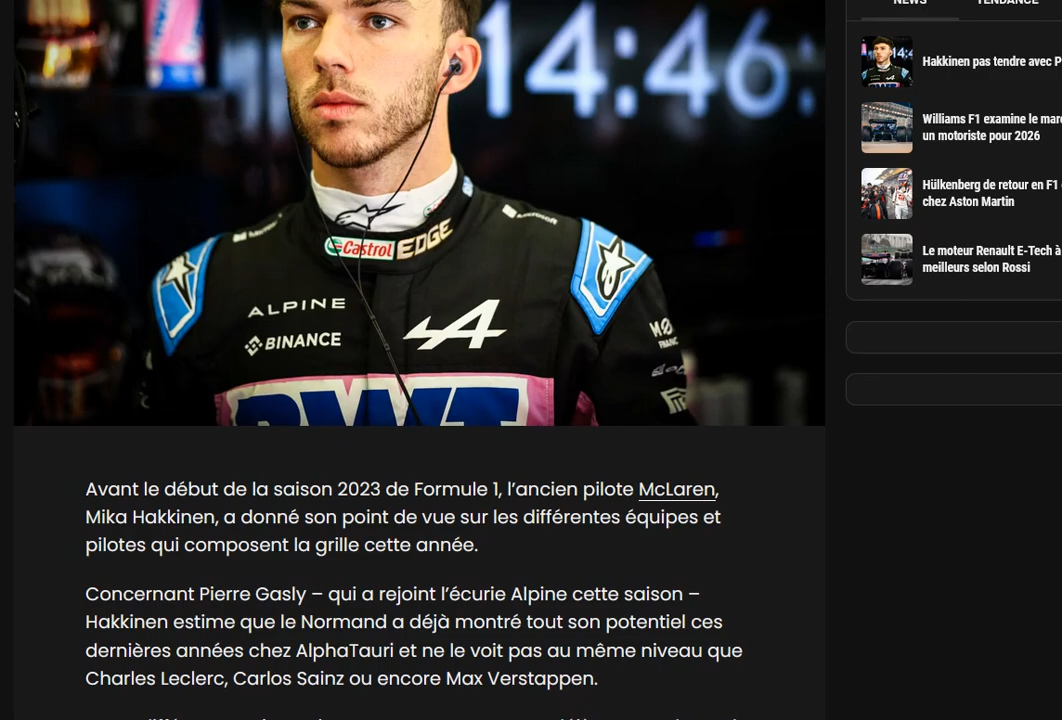 NEWS
TENDANCE
14:46:
Hakkinen pas tendre avec P
Williams F1 examine le mar
un motoriste pour 2026
Hülkenberg de retour en F1
chez Aston Martin
Le moteur Renault E-Tech à
meilleurs selon Rossi
Microsoft
Microsoft
Castrol EDGE
ALPINE
BINANCE
BWT
Avant le début de la saison 2023 de Formule 1, l’ancien pilote McLaren,
Mika Hakkinen, a donné son point de vue sur les différentes équipes et
pilotes qui composent la grille cette année.
Concernant Pierre Gasly – qui a rejoint l’écurie Alpine cette saison –
Hakkinen estime que le Normand a déjà montré tout son potentiel ces
dernières années chez AlphaTauri et ne le voit pas au même niveau que
Charles Leclerc, Carlos Sainz ou encore Max Verstappen.